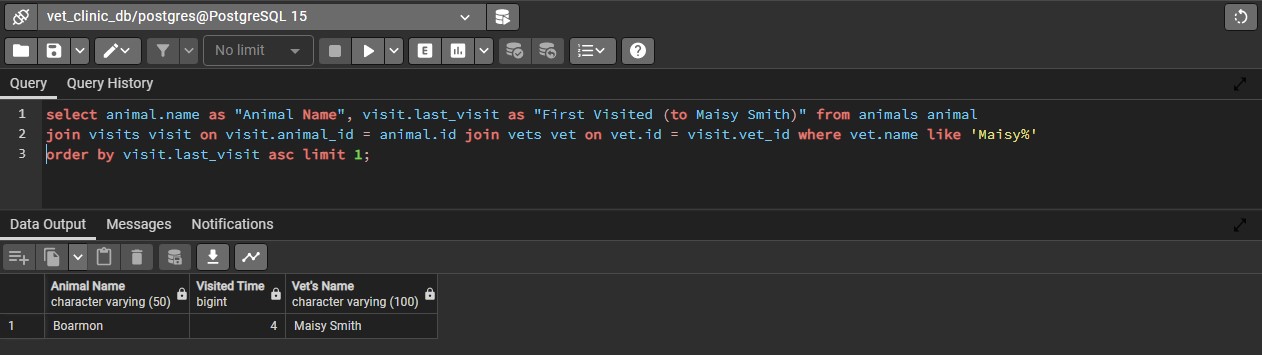 vet_clinic_db/postgres@PostgreSQL 15
No limit
E
Query Query History
1 select animal.name as "Animal Name", visit.last_visit as "First Visited (to Maisy Smith)" from animals animal
2 join visits visit on visit.animal_id = animal.id join vets vet on vet.id = visit.vet_id where vet.name like 'Maisy%'
3 order by visit.last_visit asc limit 1;
Data Output Messages Notifications
Animal Name Visited Time Vet's Name
character varying (50) bigint character varying (100)
1 Boarmon 4 Maisy Smith